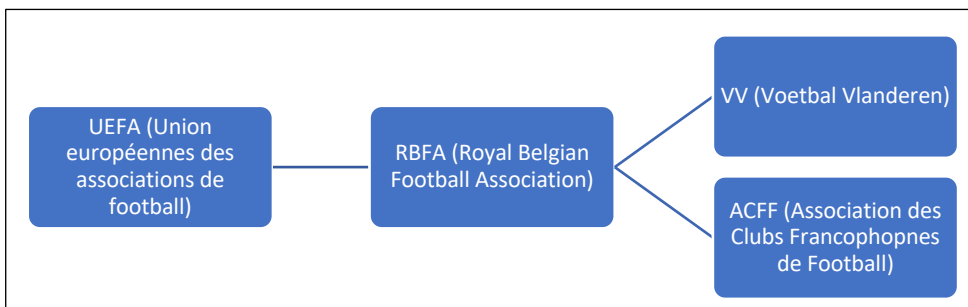 UEFA (Union
européennes des
associations de
football)
RBFA (Royal Belgian
Football Association)
VV (Voetbal Vlanderen)
ACFF (Association des
Clubs Francophopnes
de Football)